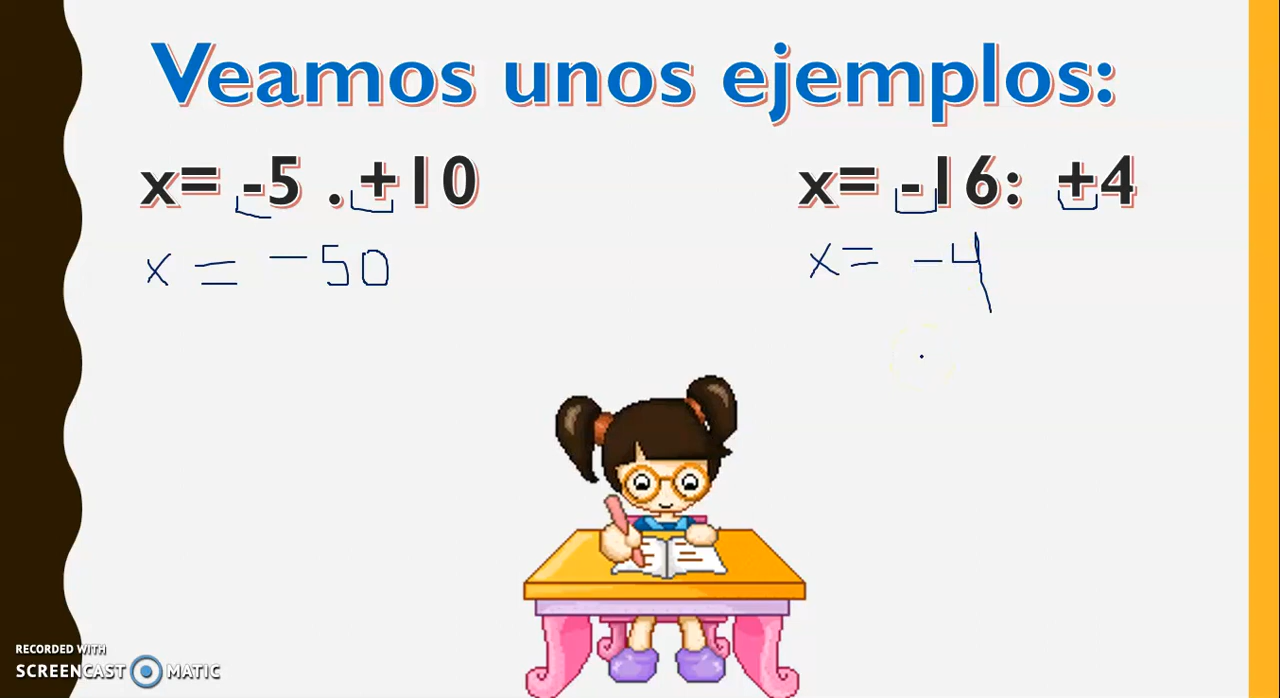 Veamos unos ejemplos:
x= -5 . +10
x= -16: +4
x = -50
x= -4
RECORDED WITH
SCREENCAST MATIC